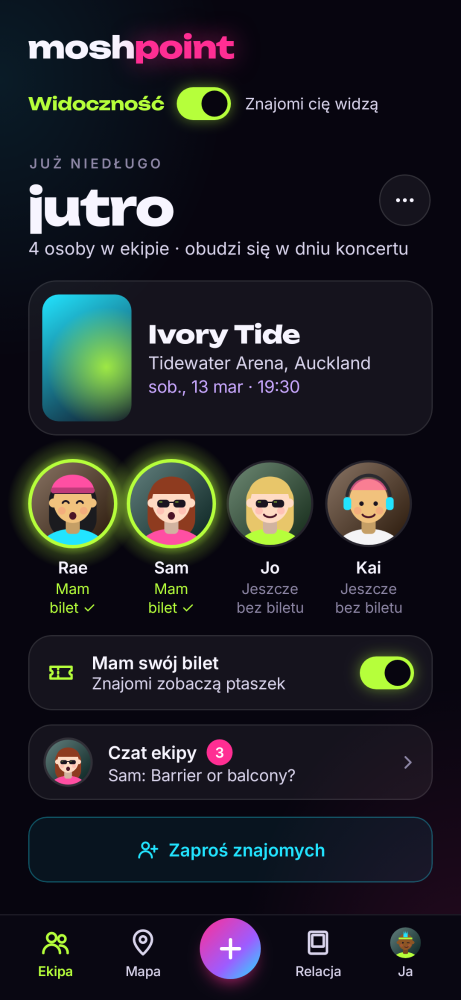 moshpoint
Widoczność
Znajomi cię widzą
JUŻ NIEDŁUGO
jutro
4 osoby w ekipie · obudzi się w dniu koncertu
Ivory Tide
Tidewater Arena, Auckland
sob., 13 mar · 19:30
Rae
Mam
bilet ✓
Sam
Mam
bilet ✓
Jo
Jeszcze
bez biletu
Kai
Jeszcze
bez biletu
Mam swój bilet
Znajomi zobaczą ptaszek
Czat ekipy 3
Sam: Barrier or balcony?
Zaproś znajomych
Ekipa
Mapa
Relacja
Ja